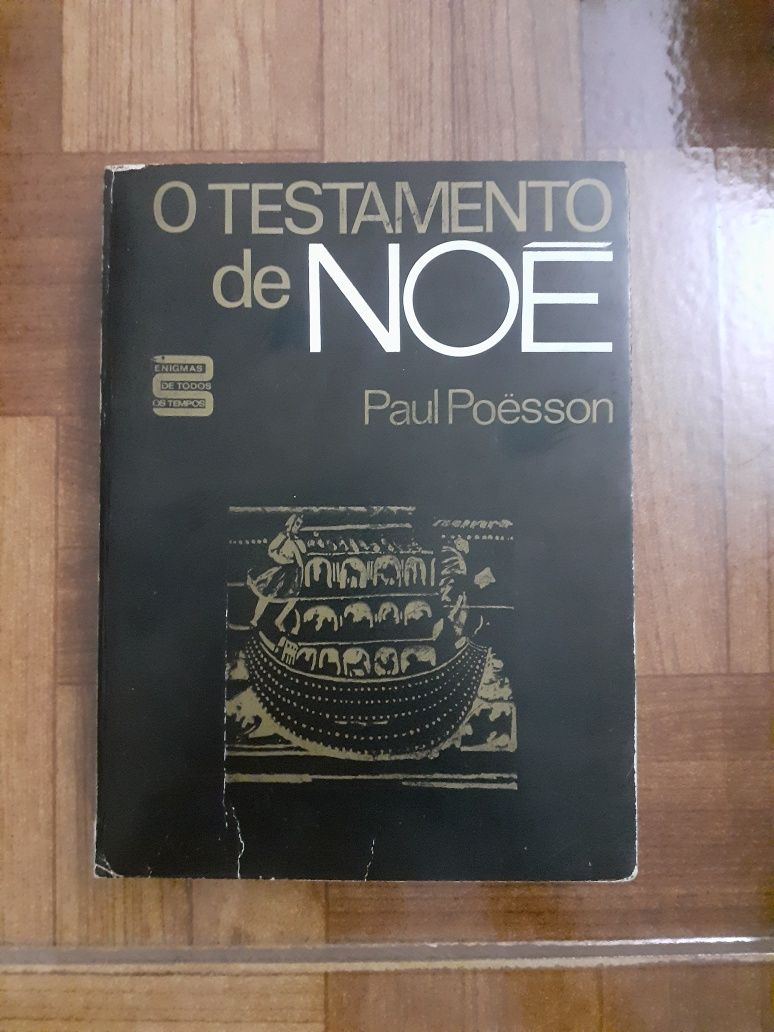 O TESTAMENTO
de NOÉ
ENIGMAS
DE TODOS
OS TEMPOS
Paul Poësson